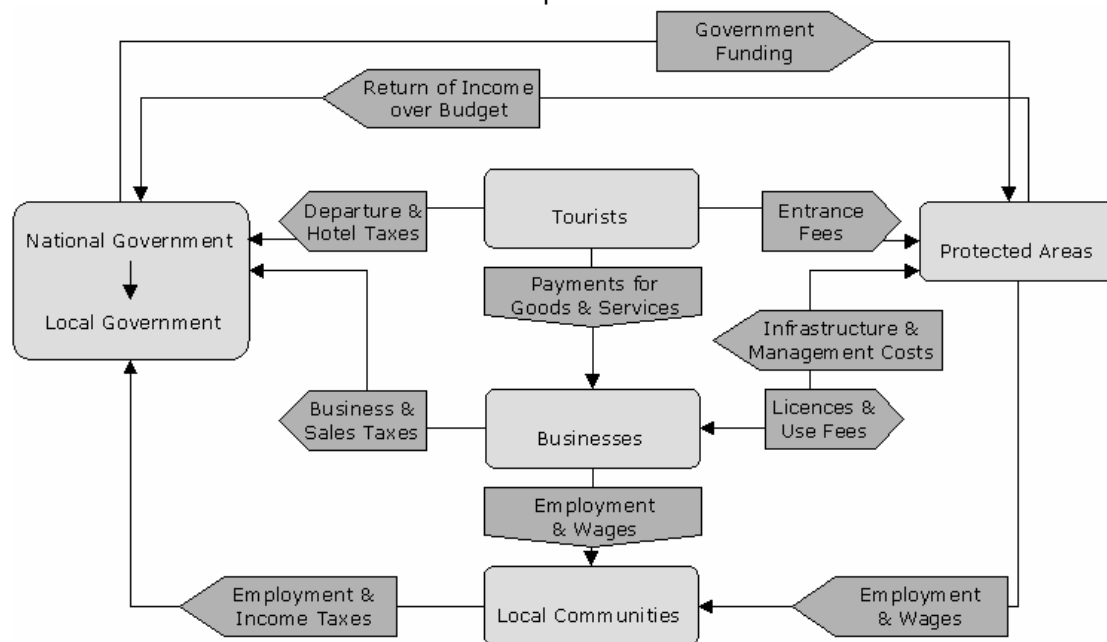 Government
Funding
Return of Income
over Budget
Departure &
Hotel Taxes
Tourists
Entrance
Fees
National Government
Local Government
Protected Areas
Payments for
Goods & Services
Infrastructure &
Management Costs
Business &
Sales Taxes
Businesses
Licences &
Use Fees
Employment
& Wages
Employment &
Income Taxes
Local Communities
Employment
& Wages